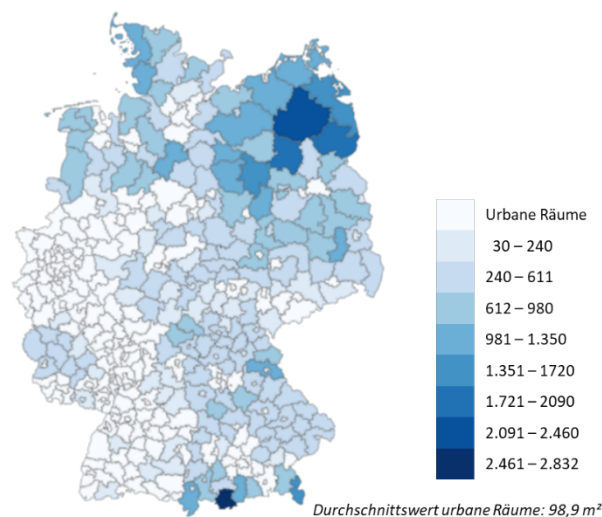 Urbane Räume
30 – 240
240 – 611
612 – 980
981 – 1.350
1.351 – 1720
1.721 – 2090
2.091 – 2.460
2.461 – 2.832
Durchschnittswert urbane Räume: 98,9 m²